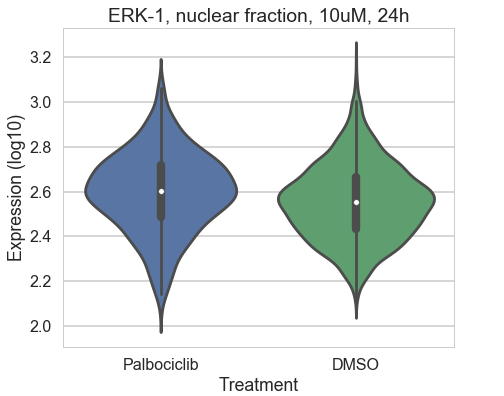 ERK-1, nuclear fraction, 10uM, 24h
Expression (log10)
3.2
3.0
2.8
2.6
2.4
2.2
2.0
Palbociclib
DMSO
Treatment